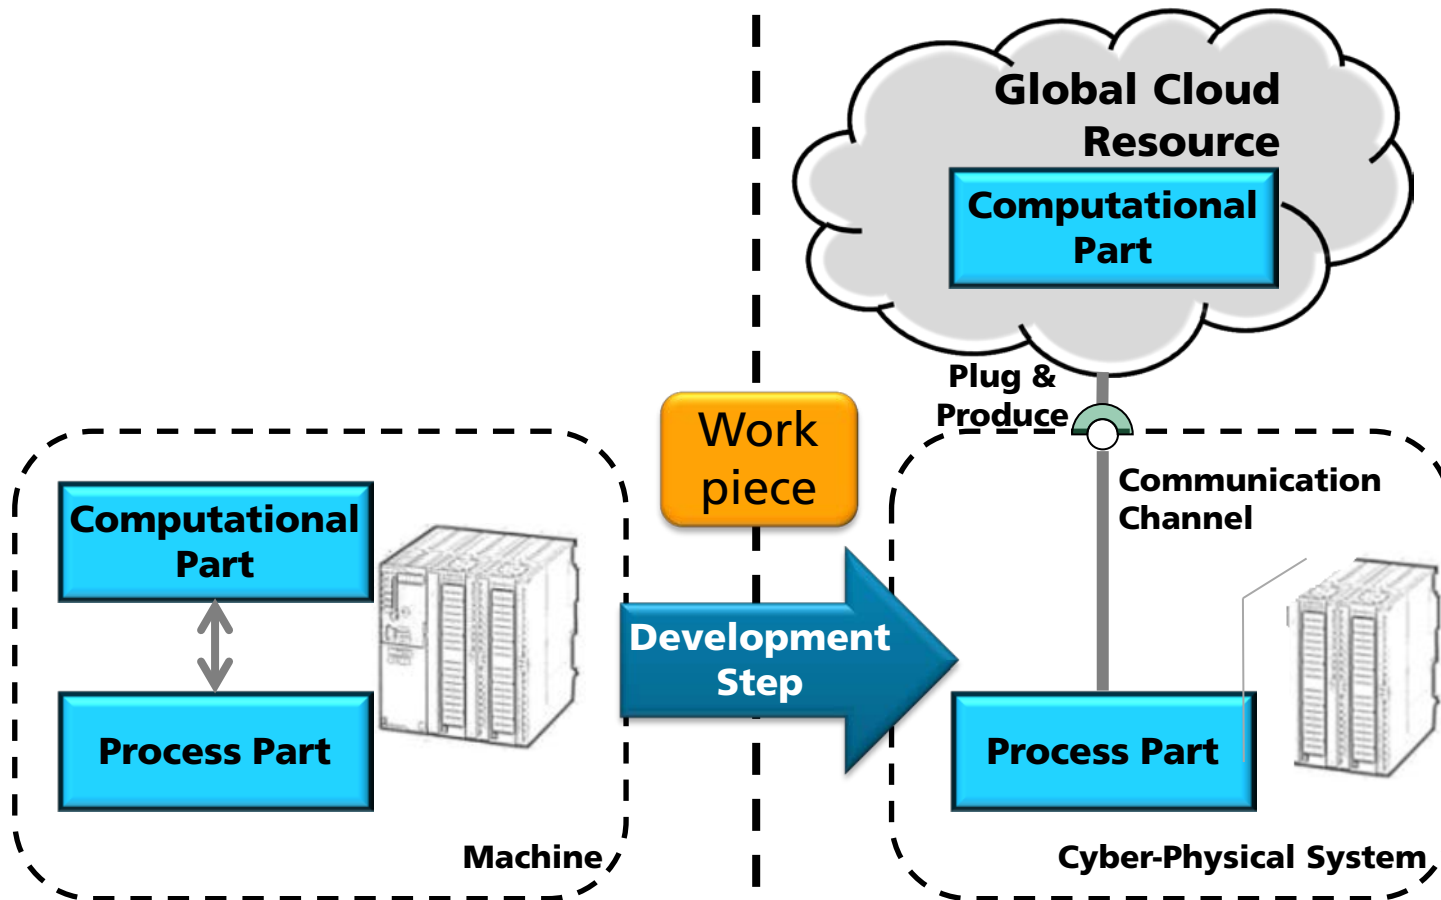 Computational
Part
Process Part
Machine
Work
piece
Development
Step
Global Cloud
Resource
Computational
Part
Plug &
Produce
Communication
Channel
Process Part
Cyber-Physical System